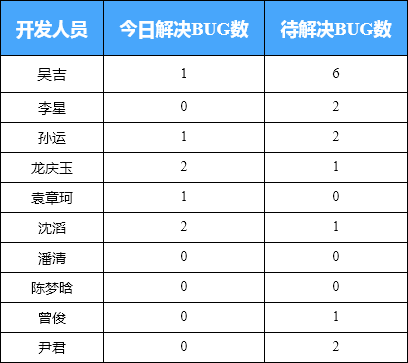 开发人员 今日解决BUG数 待解决BUG数
吴吉 1 6
李星 0 2
孙运 1 2
龙庆玉 2 1
袁章珂 1 0
沈滔 2 1
潘清 0 0
陈梦晗 0 0
曾俊 0 1
尹君 0 2